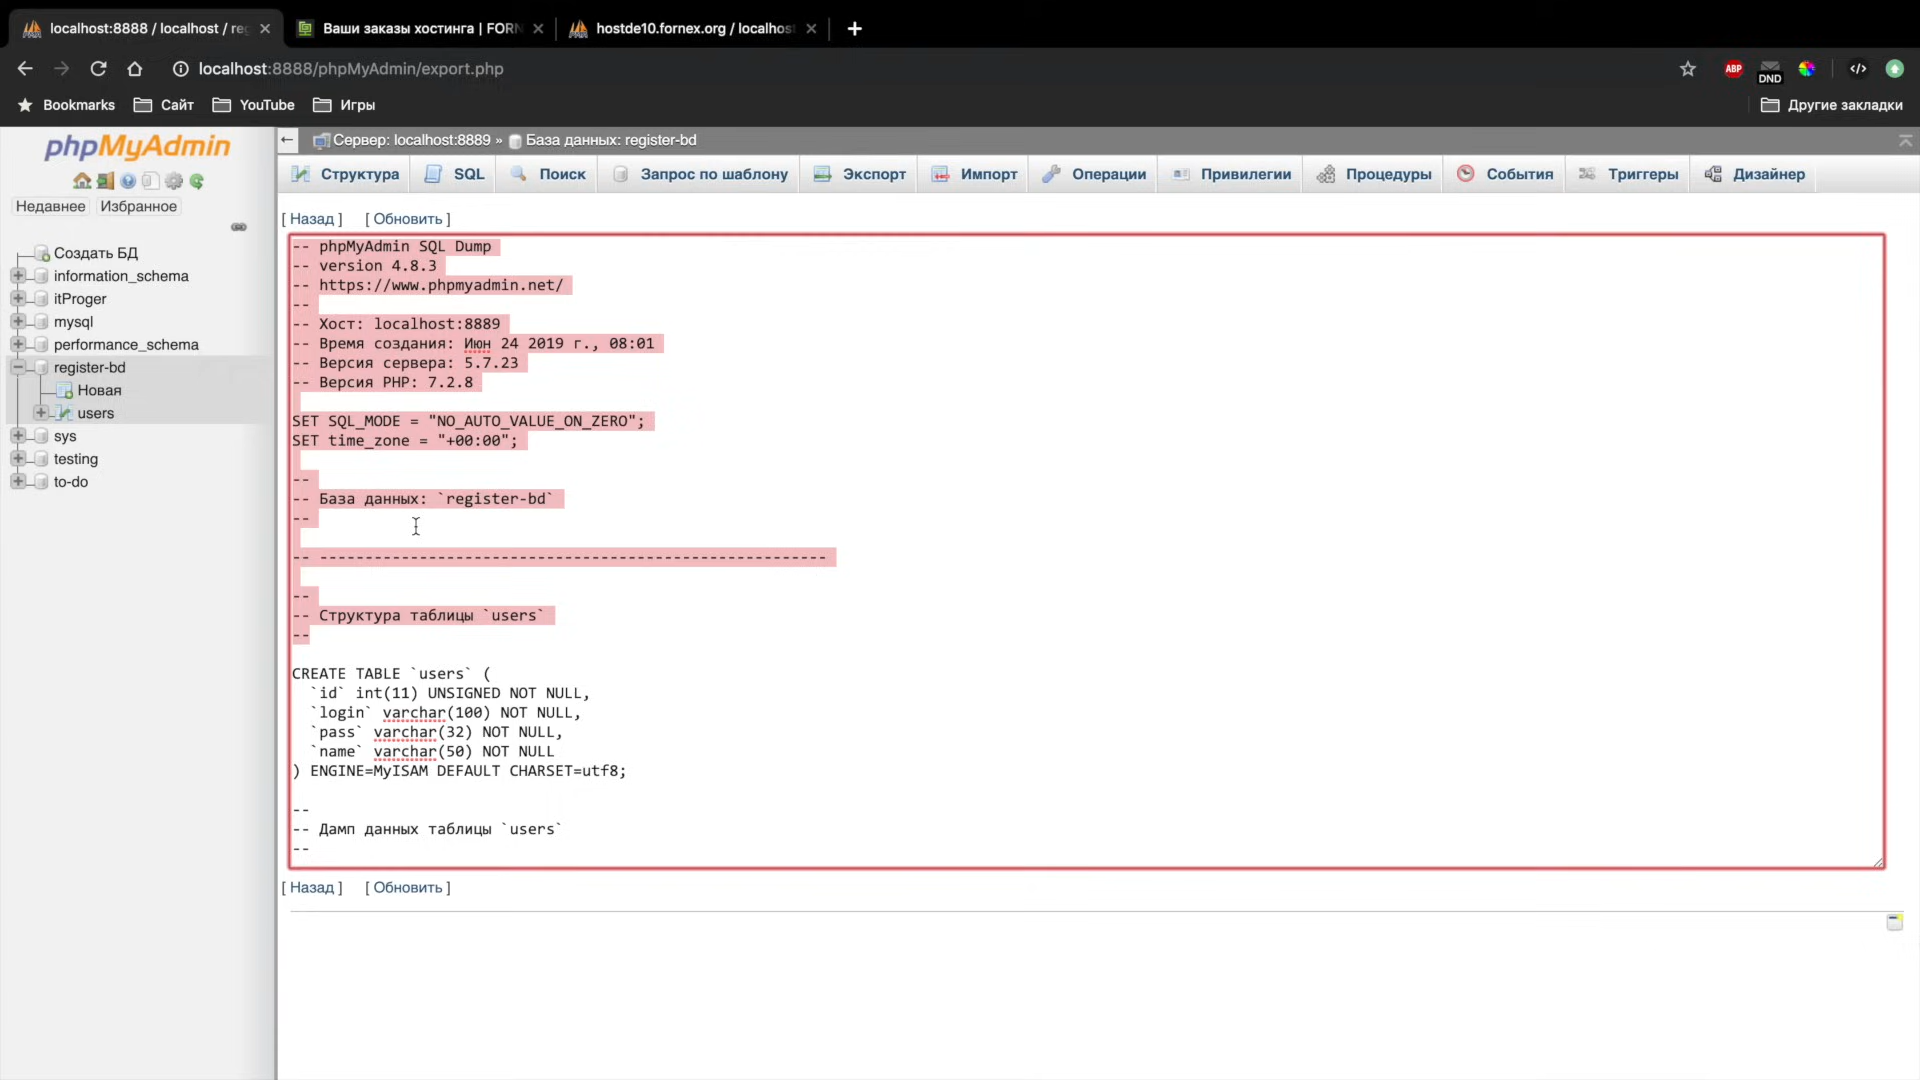 localhost:8888 / localhost / re
Ваши заказы хостинга | FORN
hostde10.fornex.org / localhos
localhost:8888/phpMyAdmin/export.php
ABP
DND
Bookmarks
Сайт
YouTube
Игры
Другие закладки
phpMyAdmin
Недавнее
Избранное
Создать БД
information_schema
itProger
mysql
performance_schema
register-bd
Новая
users
sys
testing
to-do
Сервер: localhost:8889 » База данных: register-bd
Структура
SQL
Поиск
Запрос по шаблону
Экспорт
Импорт
Операции
Привилегии
Процедуры
События
Триггеры
Дизайнер
[ Назад ] [ Обновить ]
-- phpMyAdmin SQL Dump
-- version 4.8.3
-- https://www.phpmyadmin.net/
--
-- Хост: localhost:8889
-- Время создания: Июн 24 2019 г., 08:01
-- Версия сервера: 5.7.23
-- Версия PHP: 7.2.8
SET SQL_MODE = "NO_AUTO_VALUE_ON_ZERO";
SET time_zone = "+00:00";
--
-- База данных: `register-bd`
--
-- --------------------------------------------------------
--
-- Структура таблицы `users`
--
CREATE TABLE `users` (
`id` int(11) UNSIGNED NOT NULL,
`login` varchar(100) NOT NULL,
`pass` varchar(32) NOT NULL,
`name` varchar(50) NOT NULL
) ENGINE=MyISAM DEFAULT CHARSET=utf8;
--
-- Дамп данных таблицы `users`
--
[ Назад ] [ Обновить ]